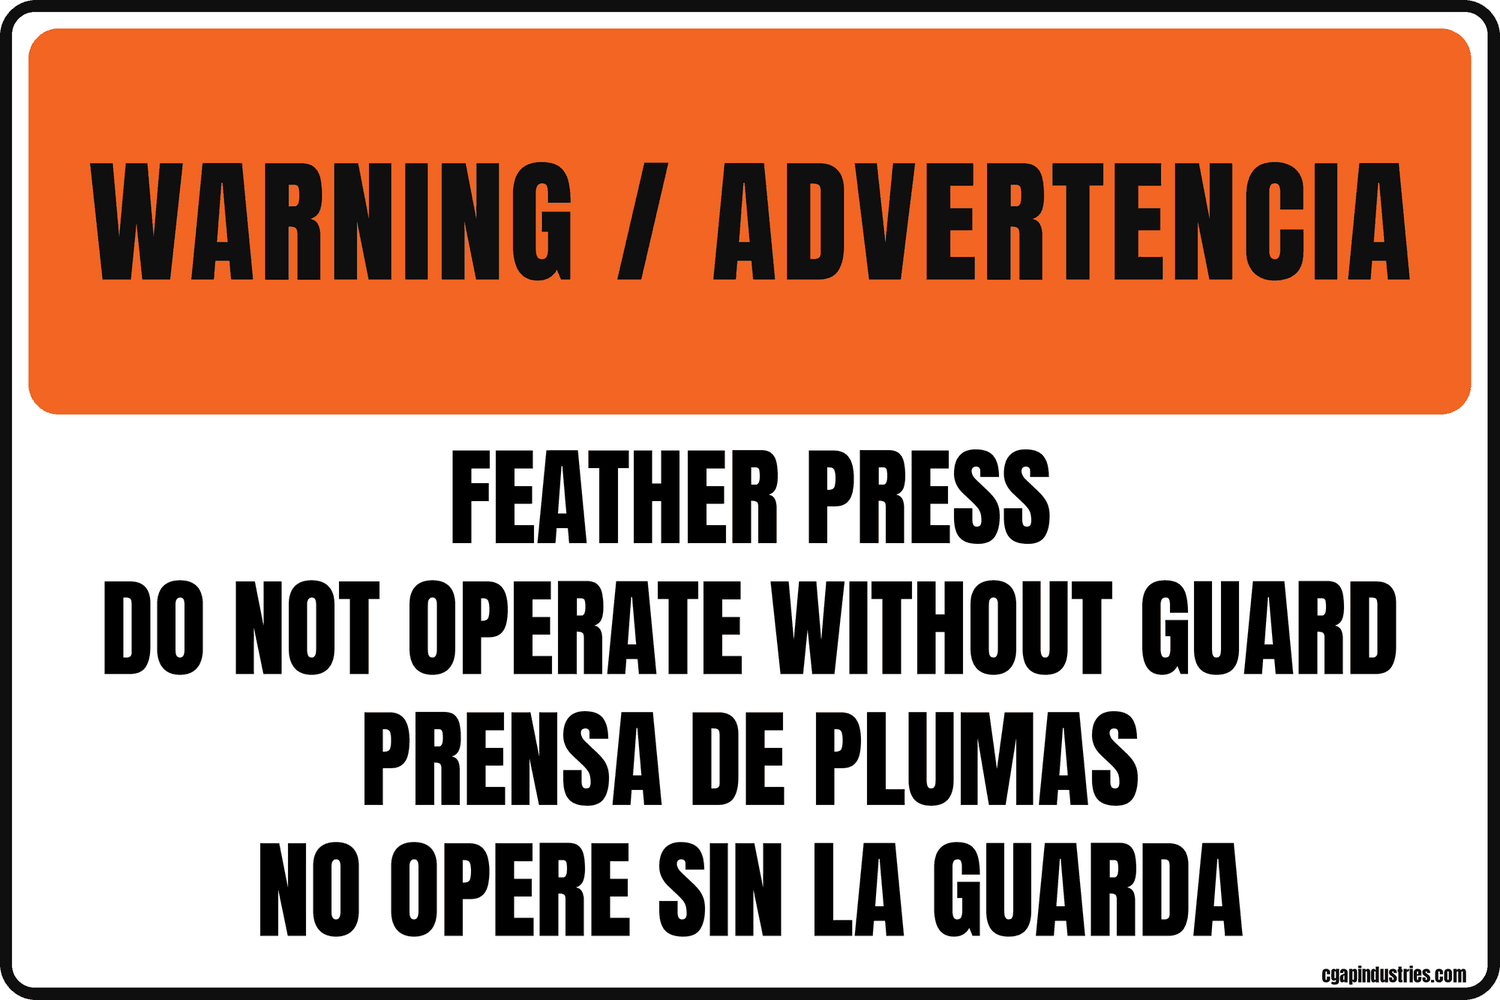 WARNING / ADVERTENCIA
FEATHER PRESS
DO NOT OPERATE WITHOUT GUARD
PRENSA DE PLUMAS
NO OPERE SIN LA GUARDA
cgapindustries.com